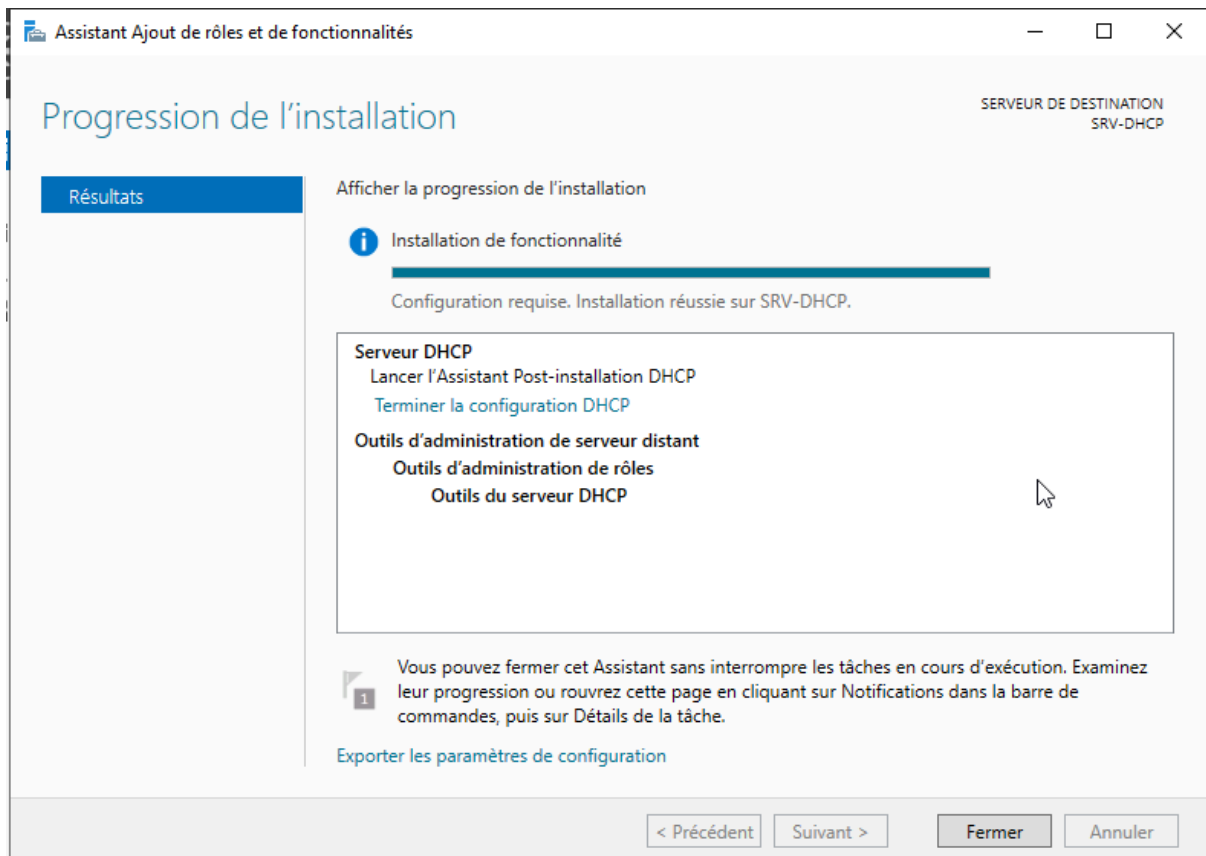 Assistant Ajout de rôles et de fonctionnalités
Progression de l’installation
SERVEUR DE DESTINATION
SRV-DHCP
Résultats
Afficher la progression de l’installation
Installation de fonctionnalité
Configuration requise. Installation réussie sur SRV-DHCP.
Serveur DHCP
Lancer l’Assistant Post-installation DHCP
Terminer la configuration DHCP
Outils d’administration de serveur distant
Outils d’administration de rôles
Outils du serveur DHCP
Vous pouvez fermer cet Assistant sans interrompre les tâches en cours d’exécution. Examinez
leur progression ou rouvrez cette page en cliquant sur Notifications dans la barre de
commandes, puis sur Détails de la tâche.
1
Exporter les paramètres de configuration
< Précédent
Suivant >
Fermer
Annuler